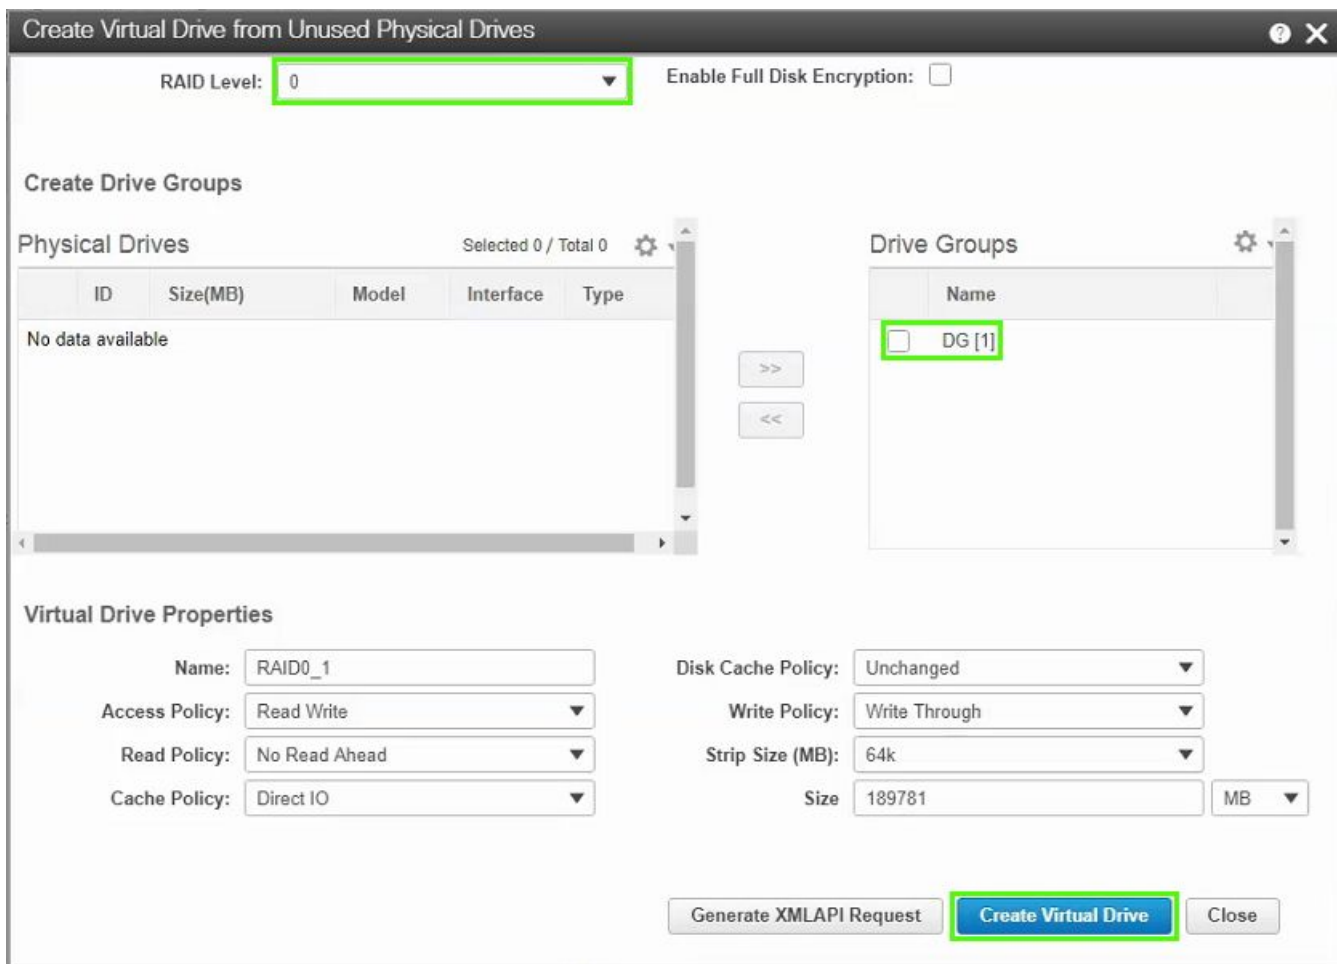 Create Virtual Drive from Unused Physical Drives
RAID Level: 0 Enable Full Disk Encryption:
Create Drive Groups
Physical Drives Selected 0 / Total 0 Drive Groups
ID Size(MB) Model Interface Type Name
No data available DG [1]
>>
<<
Virtual Drive Properties
Name: RAID0_1 Disk Cache Policy: Unchanged
Access Policy: Read Write Write Policy: Write Through
Read Policy: No Read Ahead Strip Size (MB): 64k
Cache Policy: Direct IO Size 189781 MB
Generate XMLAPI Request Create Virtual Drive Close